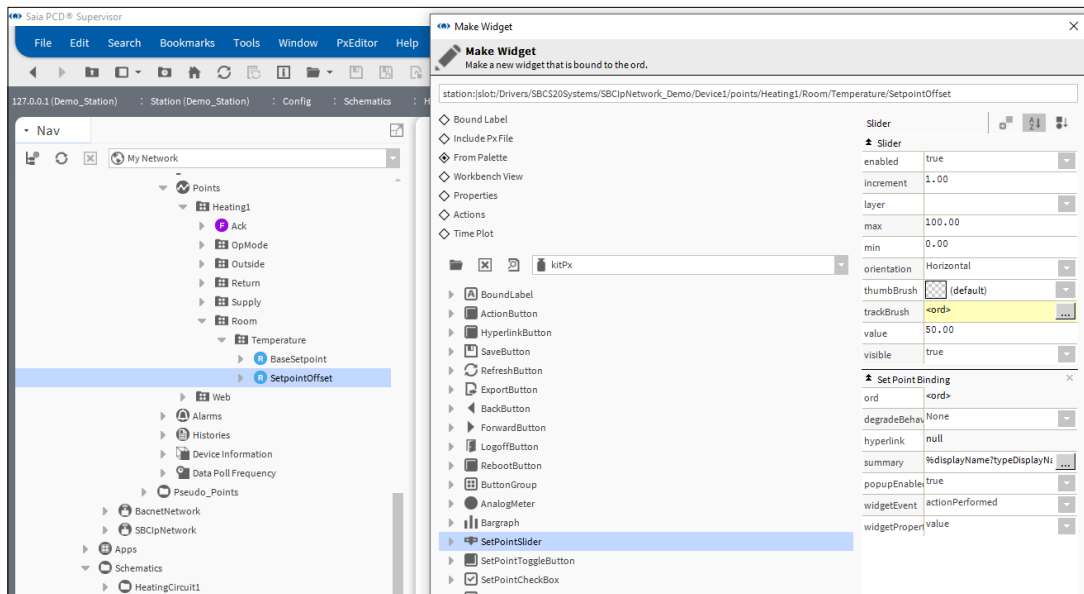 Saia PCD® Supervisor
File Edit Search Bookmarks Tools Window PxEditor Help
127.0.0.1 (Demo_Station) : Station (Demo_Station) : Config : Schematics : H
Nav
My Network
Points
Heating1
Ack
OpMode
Outside
Return
Supply
Room
Temperature
BaseSetpoint
SetpointOffset
Web
Alarms
Histories
Device Information
Data Poll Frequency
Pseudo_Points
BacnetNetwork
SBCIpNetwork
Apps
Schematics
HeatingCircuit1
Make Widget
Make Widget
Make a new widget that is bound to the ord.
station:|slot:/Drivers/SBC$20Systems/SBCIpNetwork_Demo/Device1/points/Heating1/Room/Temperature/SetpointOffset
Bound Label
Include Px File
From Palette
Workbench View
Properties
Actions
Time Plot
kitPx
BoundLabel
ActionButton
HyperlinkButton
SaveButton
RefreshButton
ExportButton
BackButton
ForwardButton
LogoffButton
RebootButton
ButtonGroup
AnalogMeter
Bargraph
SetPointSlider
SetPointToggleButton
SetPointCheckBox
Slider
Slider
enabled true
increment 1.00
layer
max 100.00
min 0.00
orientation Horizontal
thumbBrush (default)
trackBrush <ord> ...
value 50.00
visible true
Set Point Binding
ord <ord>
degradeBehav None
hyperlink null
summary %displayName?typeDisplayNa ...
popupEnable true
widgetEvent actionPerformed
widgetProper value